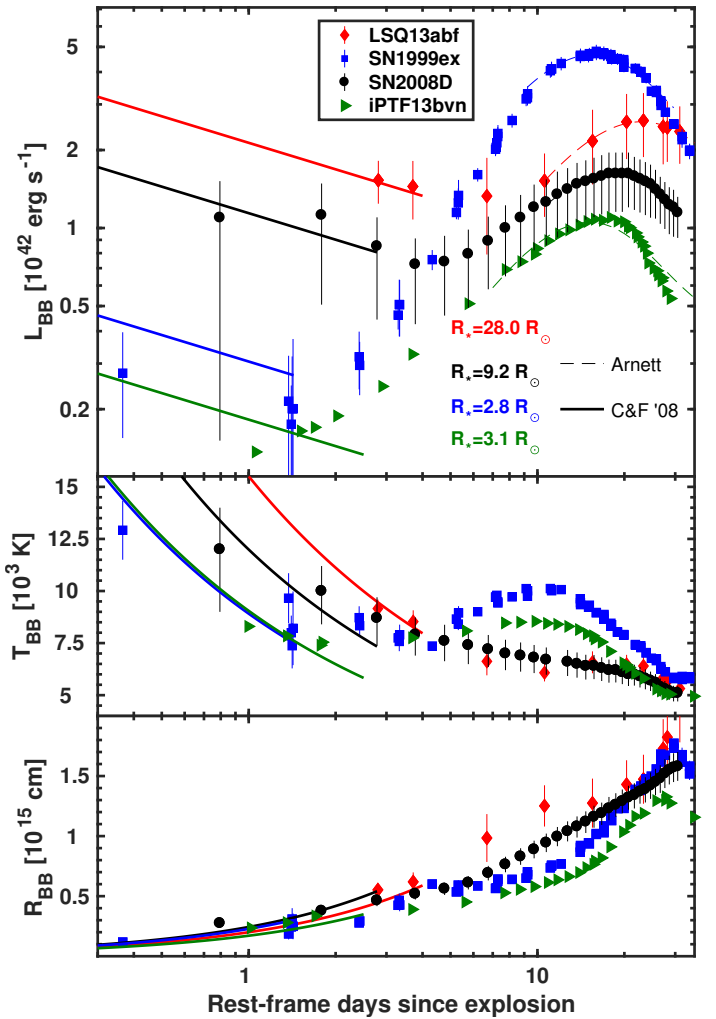 LSQ13abf
SN1999ex
SN2008D
iPTF13bvn
5
2
1
0.5
0.2
L_BB [10^42 erg s^-1]
R_*=28.0 R_☉
R_*=9.2 R_☉
R_*=2.8 R_☉
R_*=3.1 R_☉
Arnett
C&F '08
15
12.5
10
7.5
5
T_BB [10^3 K]
1.5
1
0.5
R_BB [10^15 cm]
1 10
Rest-frame days since explosion